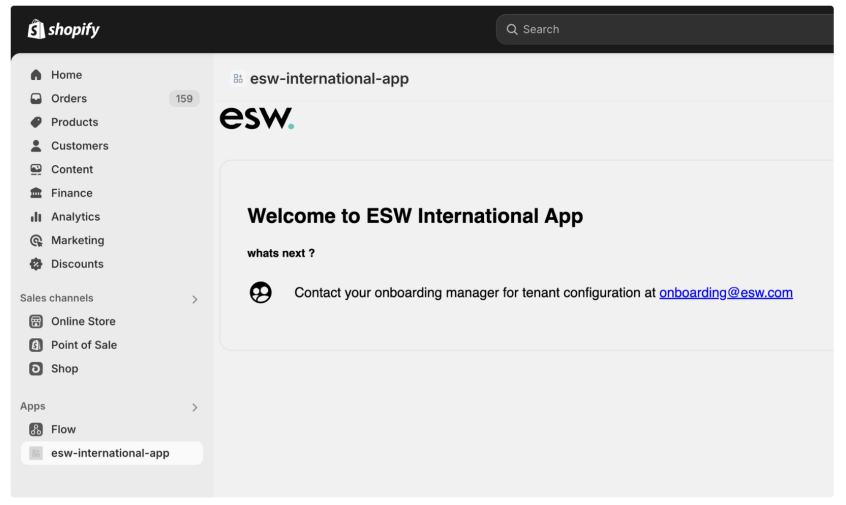 shopify
Search
Home
Orders 159
Products
Customers
Content
Finance
Analytics
Marketing
Discounts
Sales channels
Online Store
Point of Sale
Shop
Apps
Flow
esw-international-app
esw-international-app
esw.
Welcome to ESW International App
whats next ?
Contact your onboarding manager for tenant configuration at onboarding@esw.com